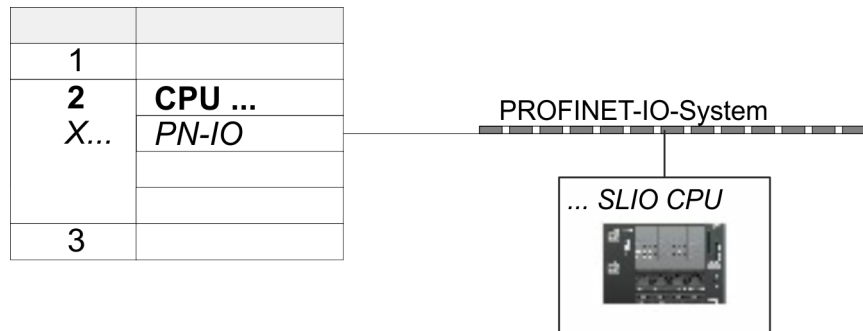 1
2 CPU ...
X... PN-IO
3
PROFINET-IO-System
... SLIO CPU